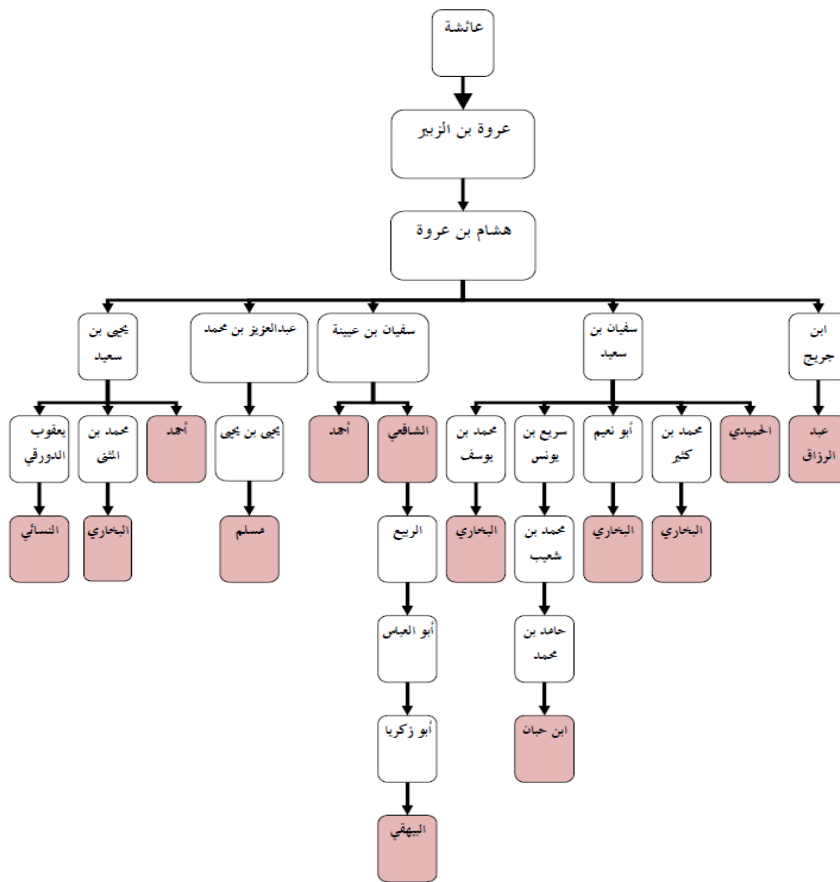 عائشة
عروة بن الزبير
هشام بن عروة
ابن
جريج
سفيان بن
سعيد
سفيان بن عيينة
عبدالعزيز بن محمد
يحيى بن
سعيد
عبد
الرزاق
الحميدي
محمد بن
كثير
أبو نعيم
سريع بن
يونس
محمد بن
يوسف
الشافعي
أحمد
يحيى بن يحيى
أحمد
محمد بن
المثنى
يعقوب
الدورقي
البخاري
البخاري
محمد بن
شعيب
البخاري
الربيع
مسلم
البخاري
النسائي
حامد بن
محمد
أبو العباس
ابن حبان
أبو زكريا
البيهقي